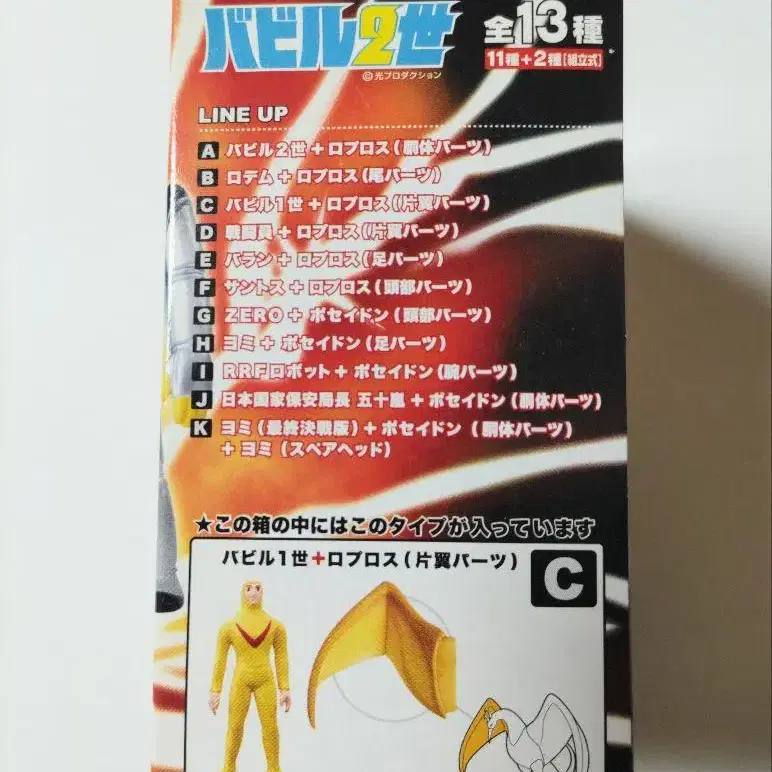 バビル2世
全13種
11種+2種[組立式]
©光プロダクション
LINE UP
A バビル2世+ロプロス(胴体パーツ)
B ロデム+ロプロス(尾パーツ)
C バビル1世+ロプロス(片翼パーツ)
D 戦闘員+ロプロス(片翼パーツ)
E バラン+ロプロス(足パーツ)
F サントス+ロプロス(頭部パーツ)
G ZERO+ポセイドン(頭部パーツ)
H ヨミ+ポセイドン(足パーツ)
I RRFロボット+ポセイドン(腕パーツ)
J 日本国家保安局長 五十嵐+ポセイドン(胴体パーツ)
K ヨミ(最終決戦版)+ポセイドン(胴体パーツ)
+ヨミ(スペアヘッド)
★この箱の中にはこのタイプが入っています
バビル1世+ロプロス(片翼パーツ)
C